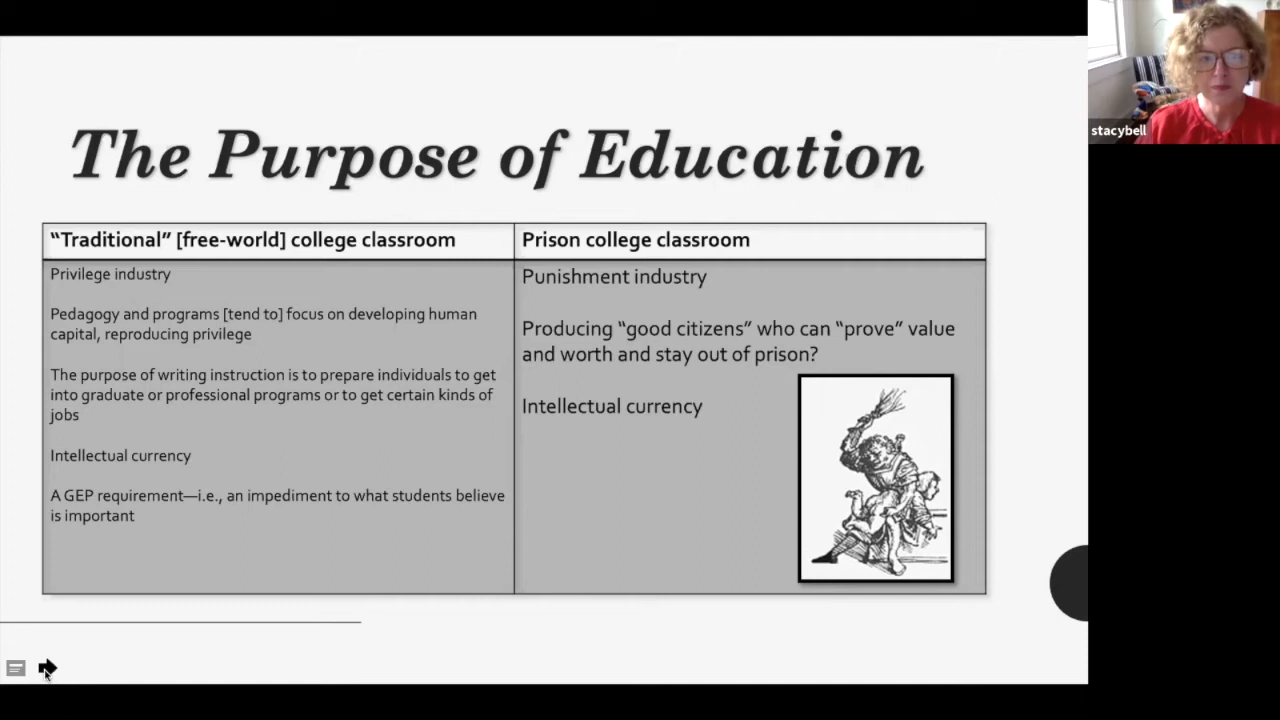 The Purpose of Education
“Traditional” [free-world] college classroom
Privilege industry
Pedagogy and programs [tend to] focus on developing human
capital, reproducing privilege
The purpose of writing instruction is to prepare individuals to get
into graduate or professional programs or to get certain kinds of
jobs
Intellectual currency
A GEP requirement—i.e., an impediment to what students believe
is important
Prison college classroom
Punishment industry
Producing “good citizens” who can “prove” value
and worth and stay out of prison?
Intellectual currency
stacybell